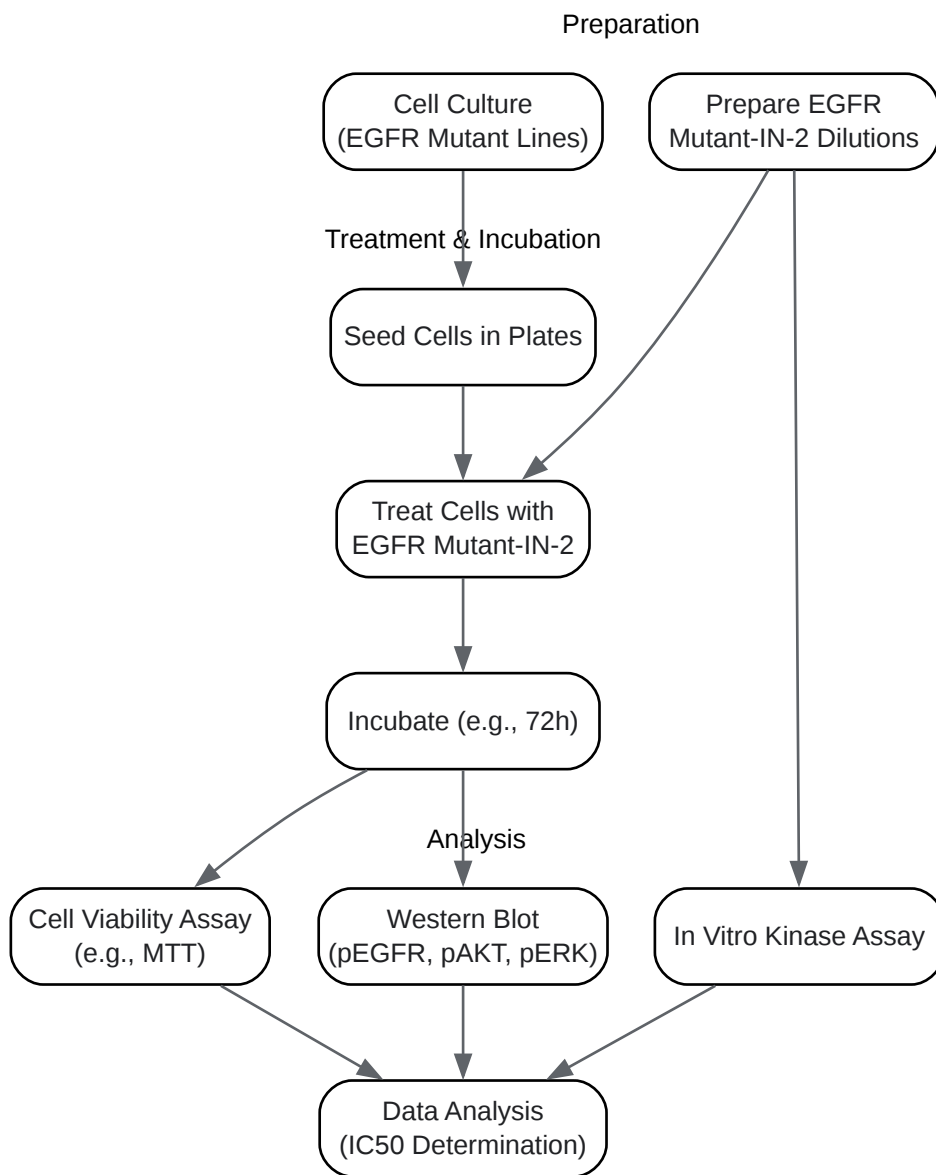 Preparation
Cell Culture
(EGFR Mutant Lines)
Prepare EGFR
Mutant-IN-2 Dilutions
Treatment & Incubation
Seed Cells in Plates
Treat Cells with
EGFR Mutant-IN-2
Incubate (e.g., 72h)
Analysis
Cell Viability Assay
(e.g., MTT)
Western Blot
(pEGFR, pAKT, pERK)
In Vitro Kinase Assay
Data Analysis
(IC50 Determination)